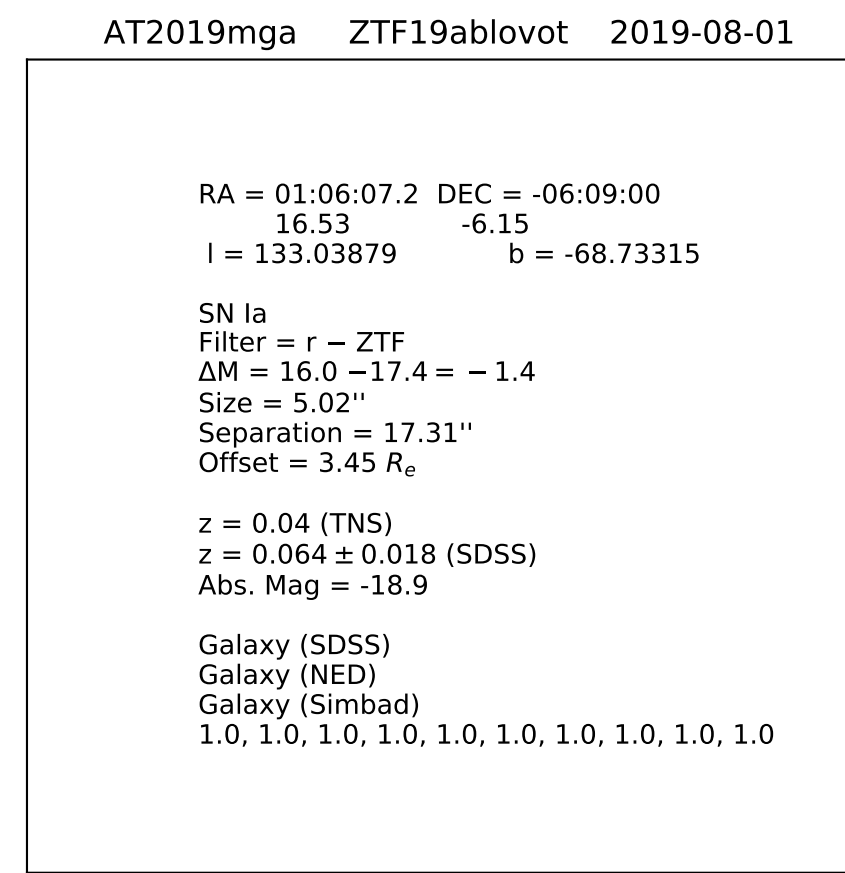 AT2019mga ZTF19ablovot 2019-08-01
RA = 01:06:07.2 DEC = -06:09:00
16.53 -6.15
l = 133.03879 b = -68.73315
SN Ia
Filter = r − ZTF
ΔM = 16.0 −17.4 = − 1.4
Size = 5.02''
Separation = 17.31''
Offset = 3.45 Rₑ
z = 0.04 (TNS)
z = 0.064 ± 0.018 (SDSS)
Abs. Mag = -18.9
Galaxy (SDSS)
Galaxy (NED)
Galaxy (Simbad)
1.0, 1.0, 1.0, 1.0, 1.0, 1.0, 1.0, 1.0, 1.0, 1.0